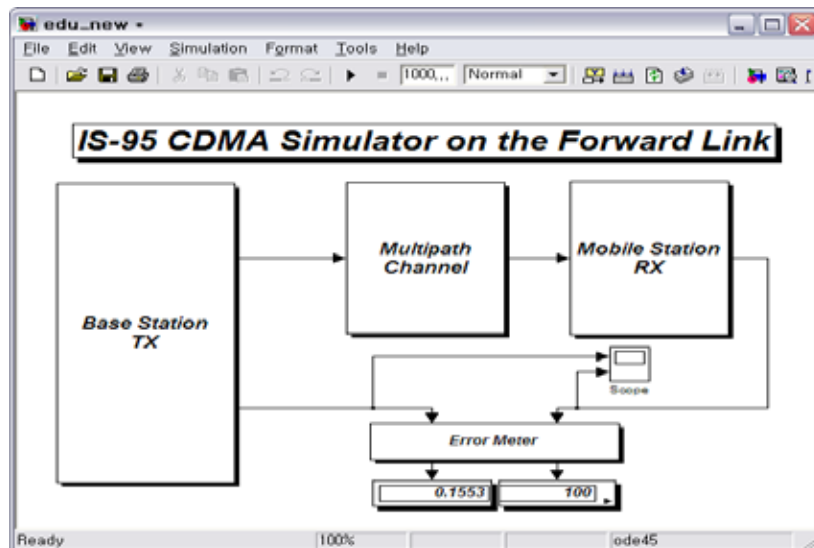 edu_new *
File Edit View Simulation Format Tools Help
1000,,, Normal
IS-95 CDMA Simulator on the Forward Link
Multipath
Channel
Mobile Station
RX
Base Station
TX
Scope
Error Meter
0.1553 100
Ready 100% ode45